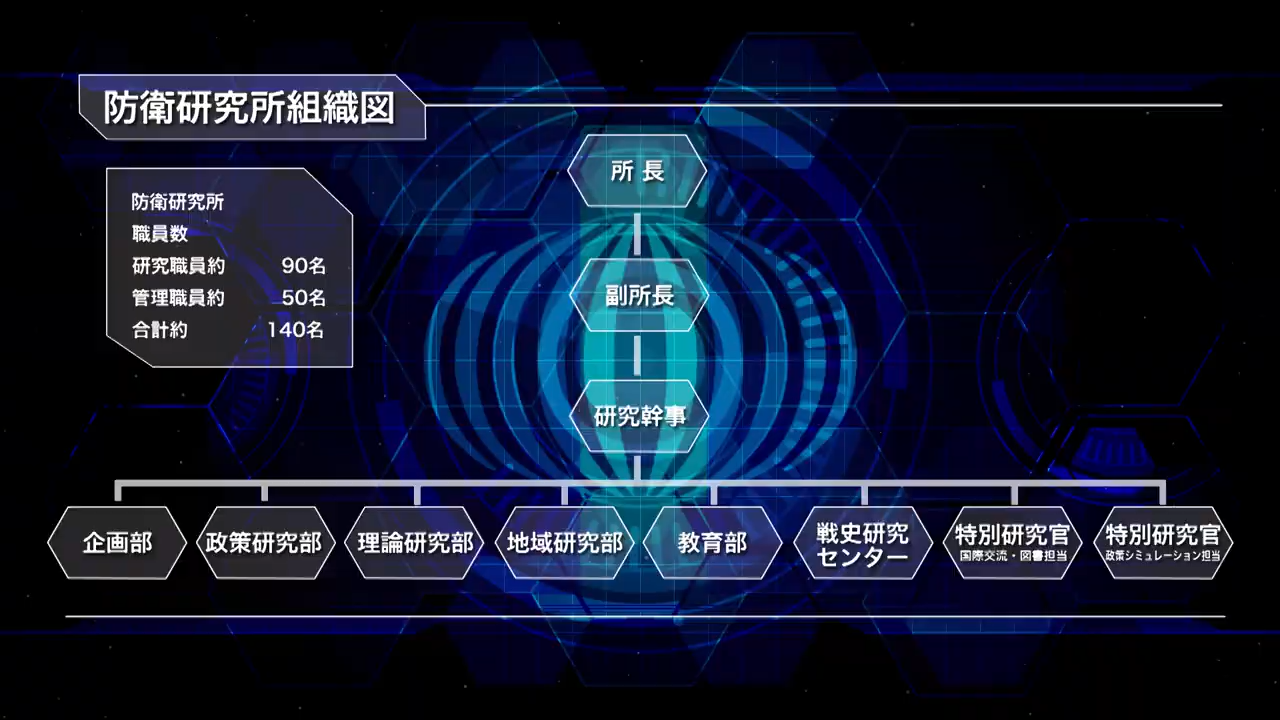 防衛研究所組織図
防衛研究所
職員数
研究職員約 90名
管理職員約 50名
合計約 140名
所 長
副所長
研究幹事
企画部
政策研究部
理論研究部
地域研究部
教育部
戦史研究
センター
特別研究官
国際交流・図書担当
特別研究官
政策シミュレーション担当